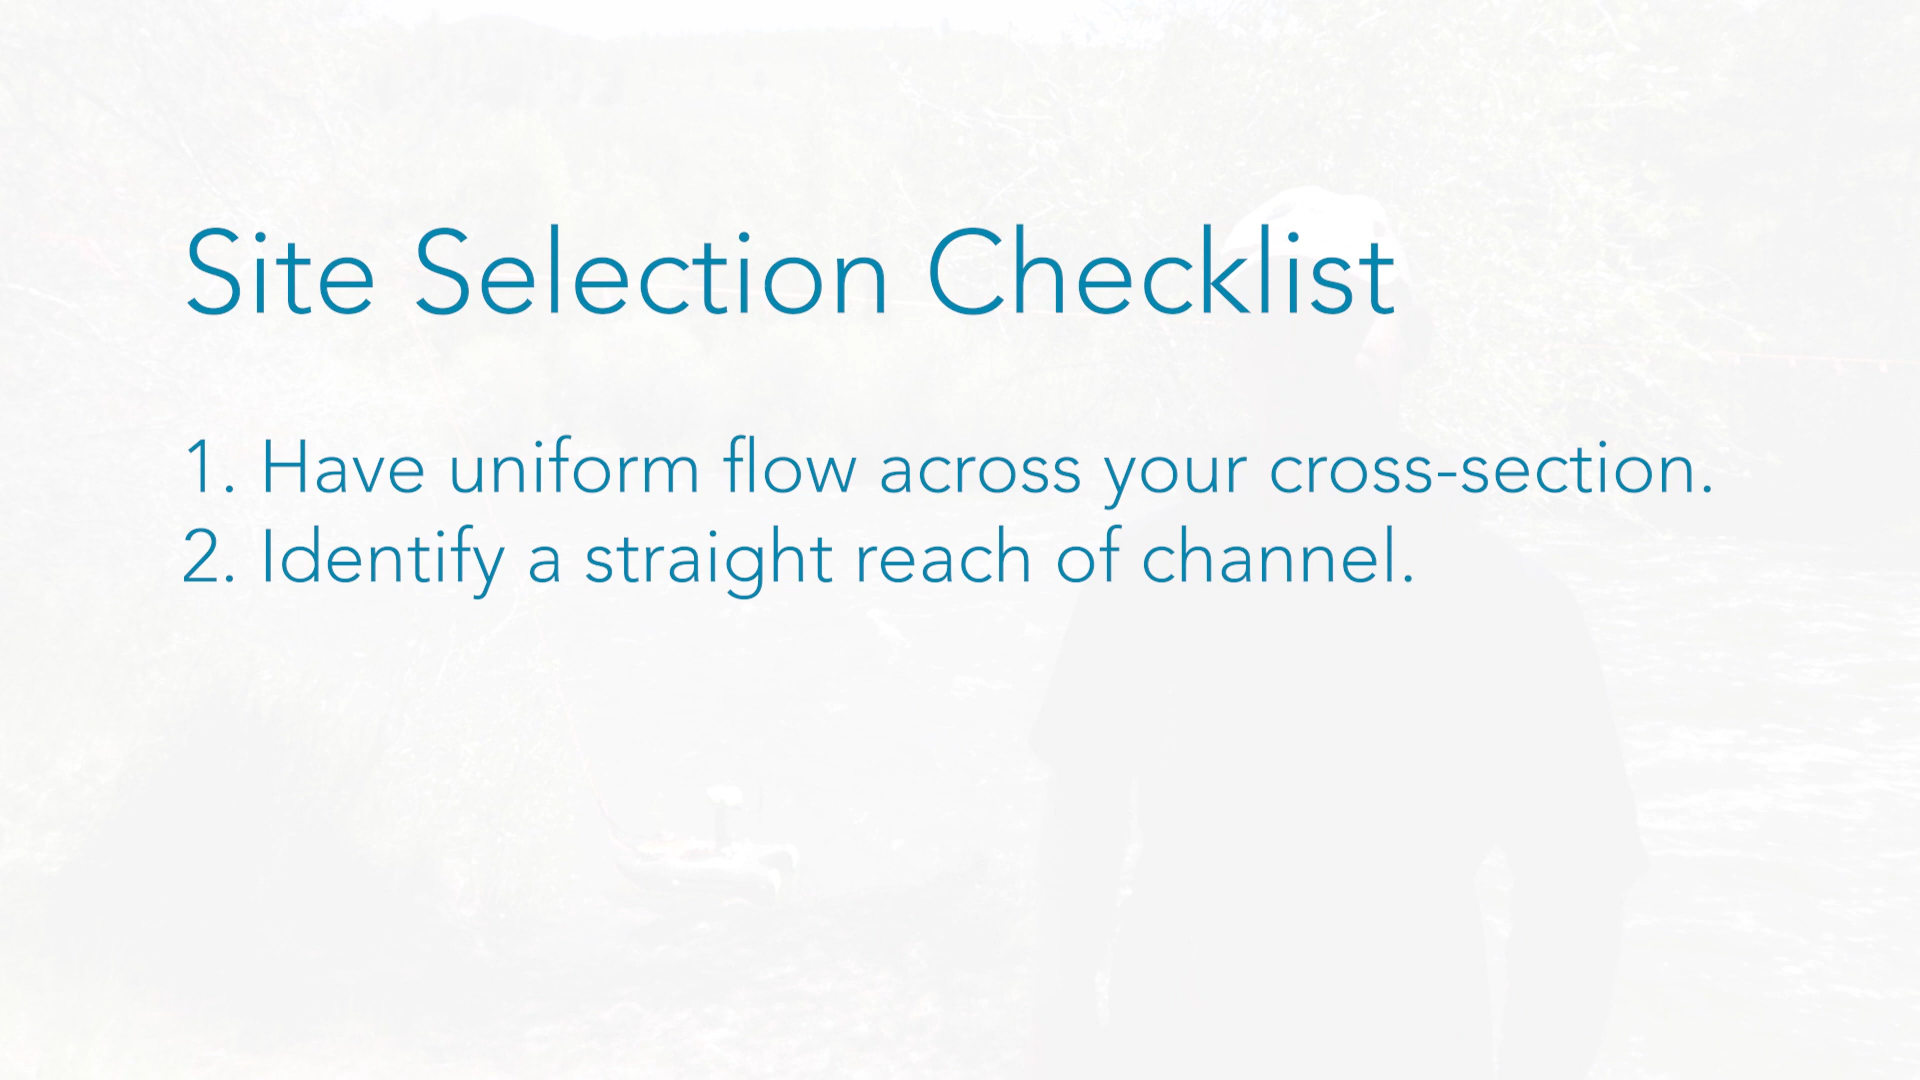 Site Selection Checklist
1. Have uniform flow across your cross-section.
2. Identify a straight reach of channel.